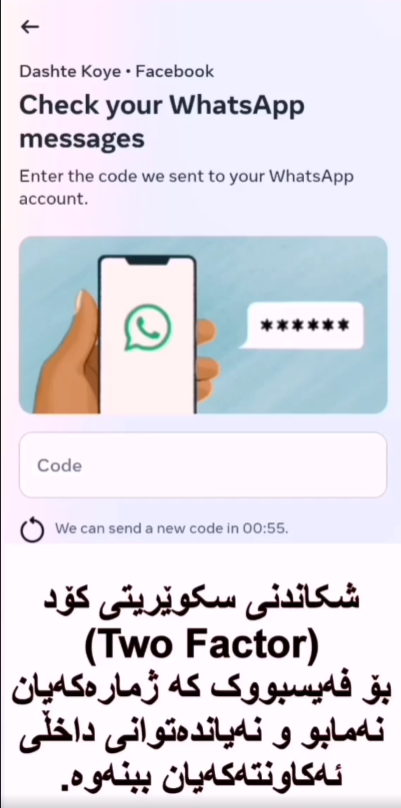 Dashte Koye • Facebook
Check your WhatsApp
messages
Enter the code we sent to your WhatsApp
account.
******
Code
We can send a new code in 00:55.
شکاندنی سکوێریتی کۆد
(Two Factor)
بۆ فەیسبووک کە ژمارەکەیان
نەمابو و نەیاندەتوانی داخڵی
ئەکاونتەکەیان ببنەوە.